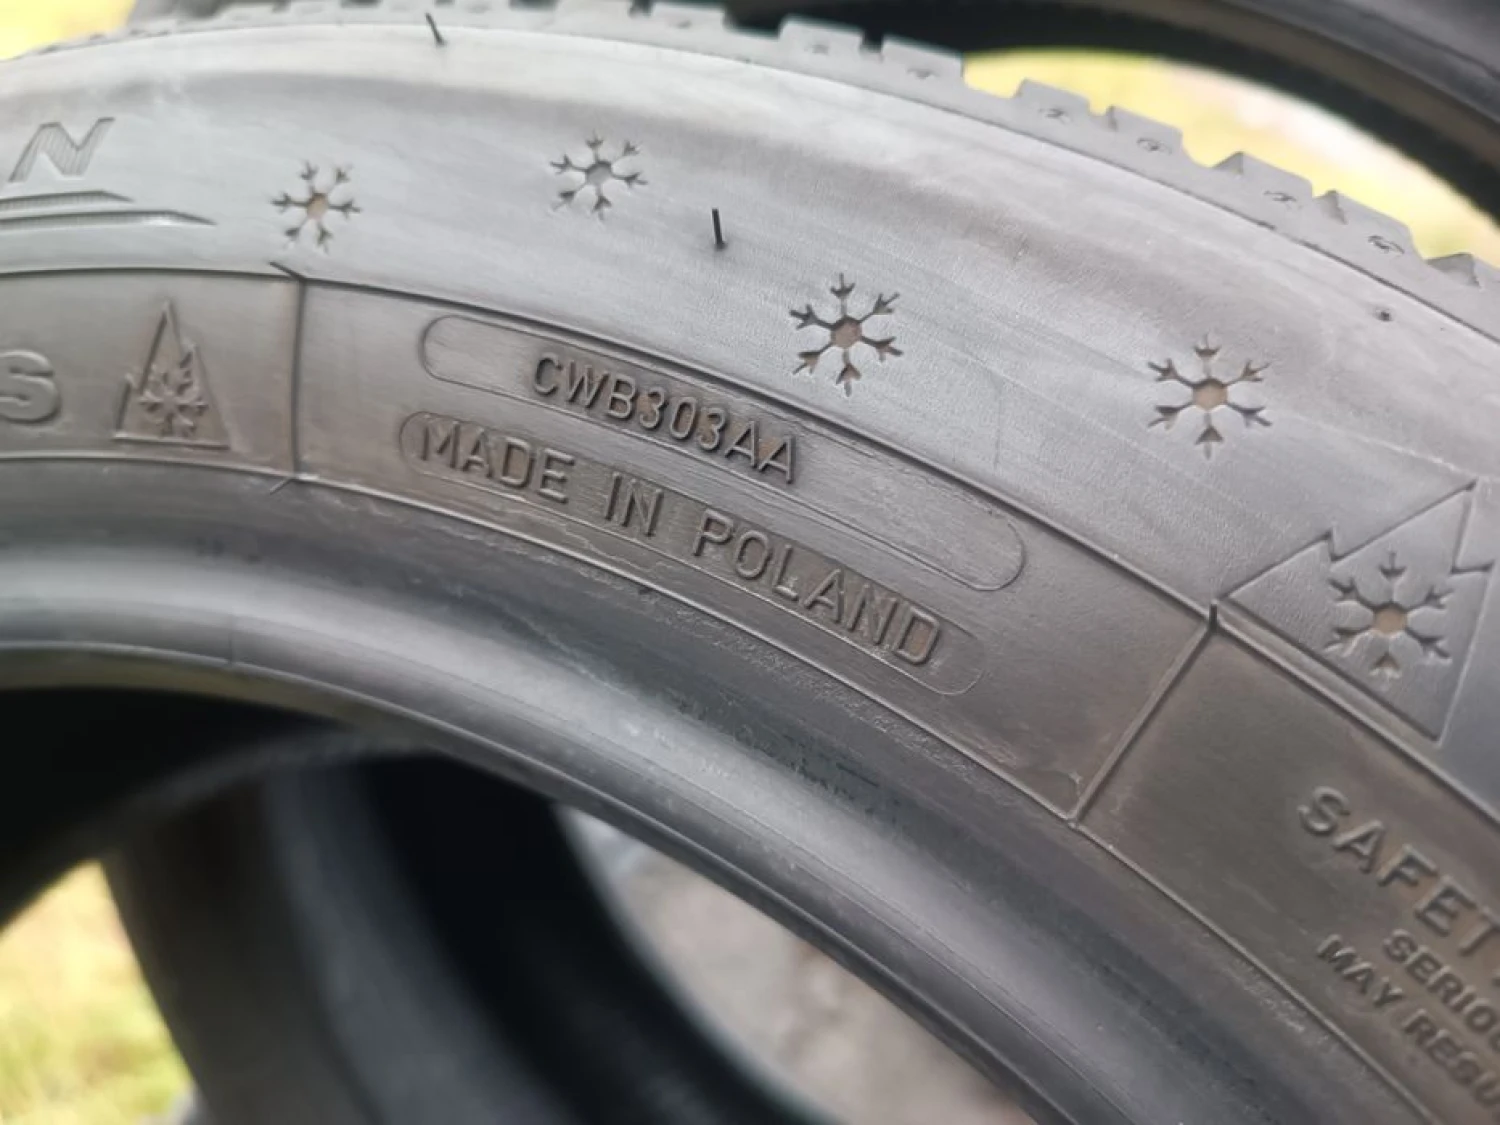 N
S
CWB303AA
MADE IN POLAND
SAFET
SERIOU
MAY RESU